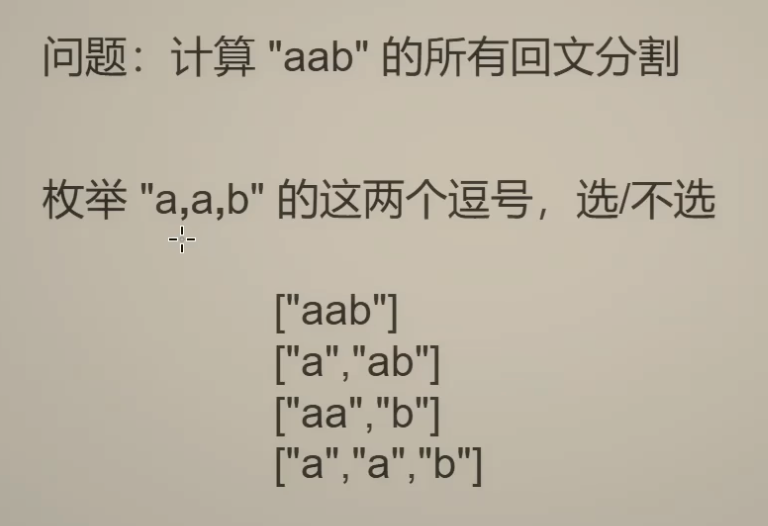 问题：计算 "aab" 的所有回文分割
枚举 "a,a,b" 的这两个逗号，选/不选
["aab"]
["a","ab"]
["aa","b"]
["a","a","b"]